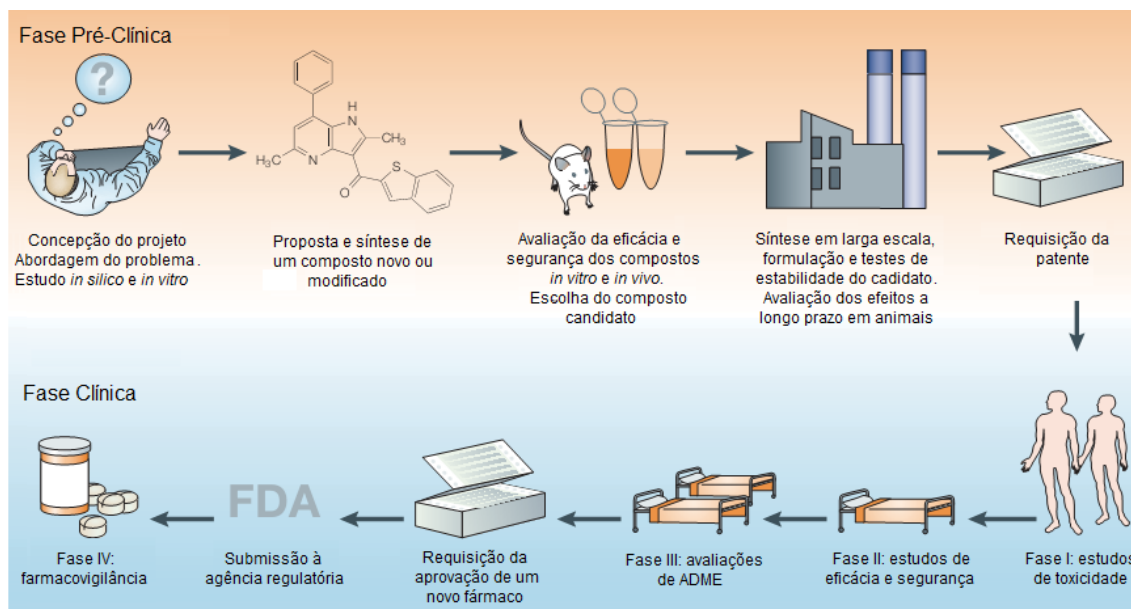 Fase Pré-Clínica
?
H
N
CH₃
CH₃
N
S
O
Concepção do projeto
Abordagem do problema.
Estudo in silico e in vitro
Proposta e síntese de
um composto novo ou
modificado
Avaliação da eficácia e
segurança dos compostos
in vitro e in vivo.
Escolha do composto
candidato
Síntese em larga escala,
formulação e testes de
estabilidade do cadidato.
Avaliação dos efeitos a
longo prazo em animais
Requisição da
patente
Fase Clínica
FDA
Fase IV:
farmacovigilância
Submissão à
agência regulatória
Requisição da
aprovação de um
novo fármaco
Fase III: avaliações
de ADME
Fase II: estudos de
eficácia e segurança
Fase I: estudos
de toxicidade